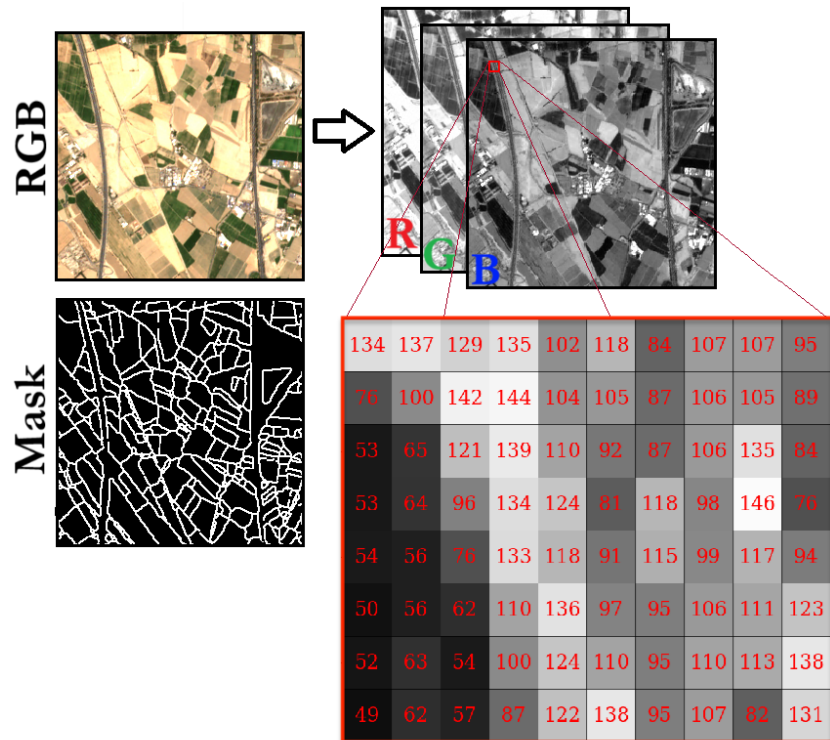 RGB
R
G
B
Mask
134 137 129 135 102 118 84 107 107 95
76 100 142 144 104 105 87 106 105 89
53 65 121 139 110 92 87 106 135 84
53 64 96 134 124 81 118 98 146 76
54 56 76 133 118 91 115 99 117 94
50 56 62 110 136 97 95 106 111 123
52 63 54 100 124 110 95 110 113 138
49 62 57 87 122 138 95 107 82 131